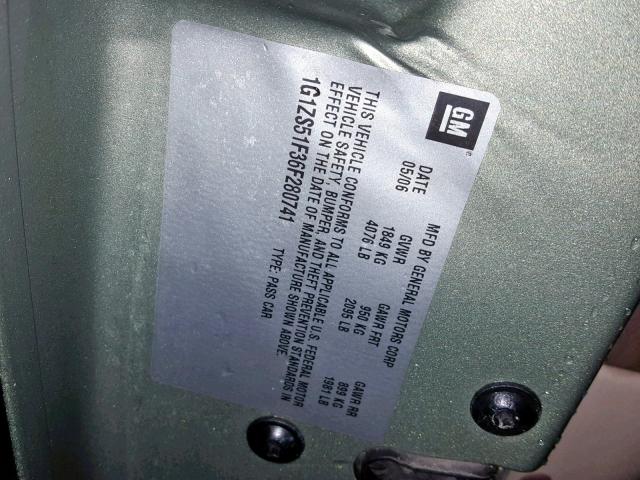 GM
MFD BY GENERAL MOTORS CORP
DATE GVWR GAWR FRT GAWR RR
05/06 1849 KG 950 KG 899 KG
4076 LB 2095 LB 1981 LB
THIS VEHICLE CONFORMS TO ALL APPLICABLE U.S. FEDERAL MOTOR
VEHICLE SAFETY, BUMPER, AND THEFT PREVENTION STANDARDS IN
EFFECT ON THE DATE OF MANUFACTURE SHOWN ABOVE.
1G1ZS51F36F280741 TYPE: PASS CAR